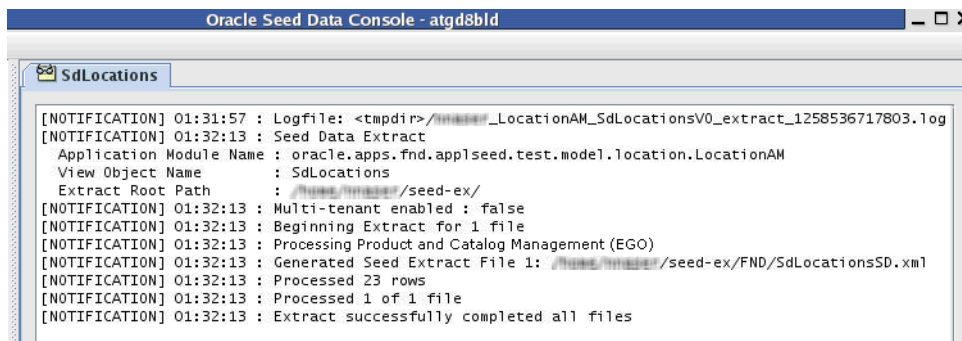 Oracle Seed Data Console - atgd8bld
SdLocations
[NOTIFICATION] 01:31:57 : Logfile: <tmpdir>/_LocationAM_SdLocationsV0_extract_1258536717803.log
[NOTIFICATION] 01:32:13 : Seed Data Extract
Application Module Name : oracle.apps.fnd.applseed.test.model.location.LocationAM
View Object Name : SdLocations
Extract Root Path : /seed-ex/
[NOTIFICATION] 01:32:13 : Multi-tenant enabled : false
[NOTIFICATION] 01:32:13 : Beginning Extract for 1 file
[NOTIFICATION] 01:32:13 : Processing Product and Catalog Management (EGO)
[NOTIFICATION] 01:32:13 : Generated Seed Extract File 1: /seed-ex/FND/SdLocationsSD.xml
[NOTIFICATION] 01:32:13 : Processed 23 rows
[NOTIFICATION] 01:32:13 : Processed 1 of 1 file
[NOTIFICATION] 01:32:13 : Extract successfully completed all files